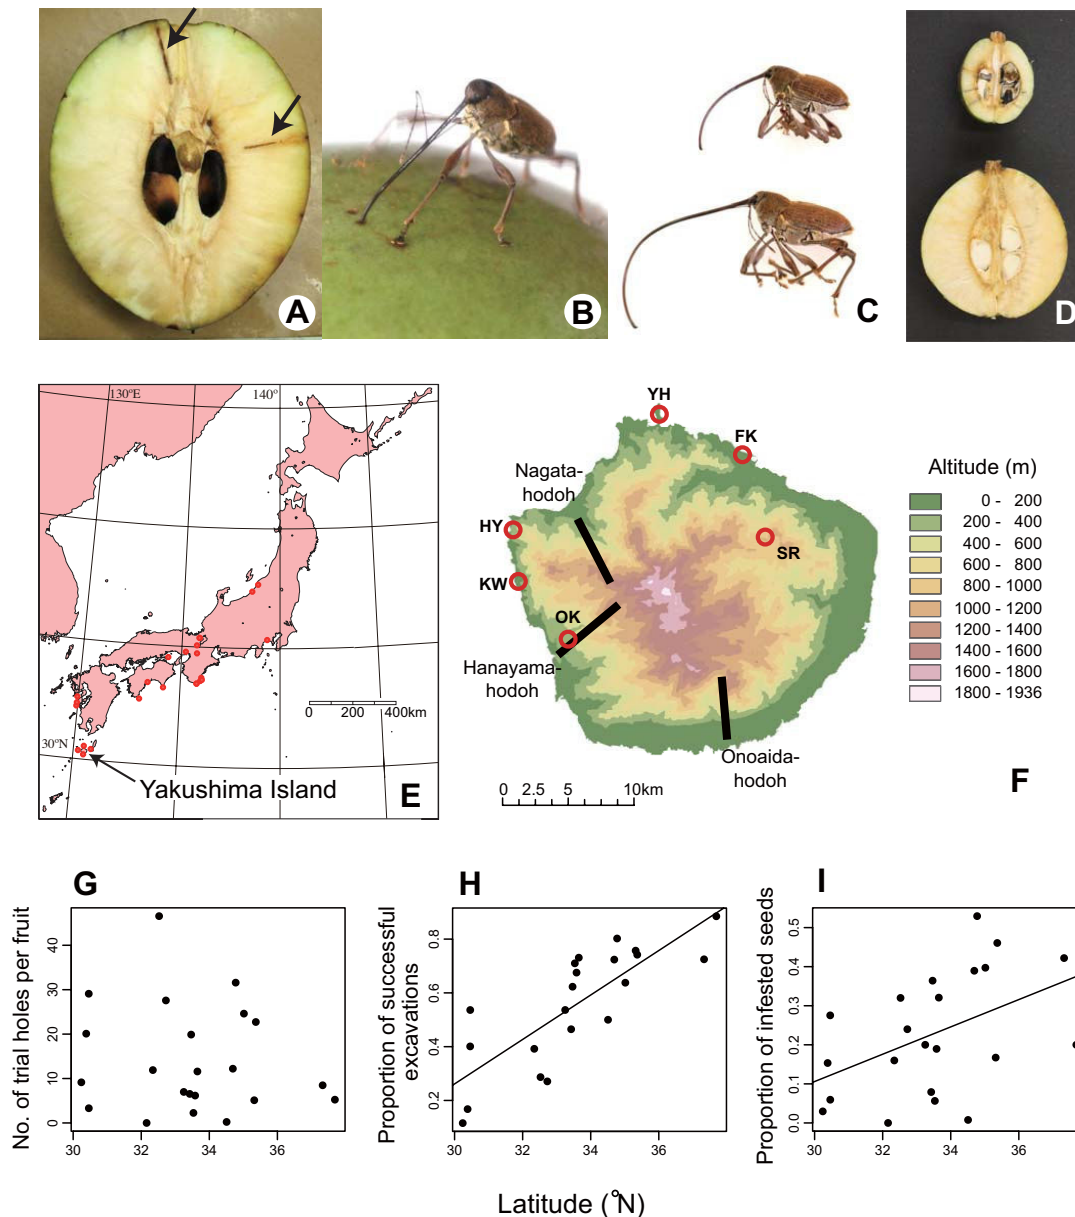 A
B
C
D
130°E
140°
30°N
0 200 400km
Yakushima Island
E
YH
FK
Nagata-
hodoh
HY
SR
KW
OK
Hanayama-
hodoh
Onoaida-
hodoh
0 2.5 5 10km
F
Altitude (m)
0 - 200
200 - 400
400 - 600
600 - 800
800 - 1000
1000 - 1200
1200 - 1400
1400 - 1600
1600 - 1800
1800 - 1936
G
No. of trial holes per fruit
0 10 20 30 40
30 32 34 36
H
Proportion of successful
excavations
0.2 0.4 0.6 0.8
30 32 34 36
I
Proportion of infested seeds
0.0 0.1 0.2 0.3 0.4 0.5
30 32 34 36
Latitude (°N)